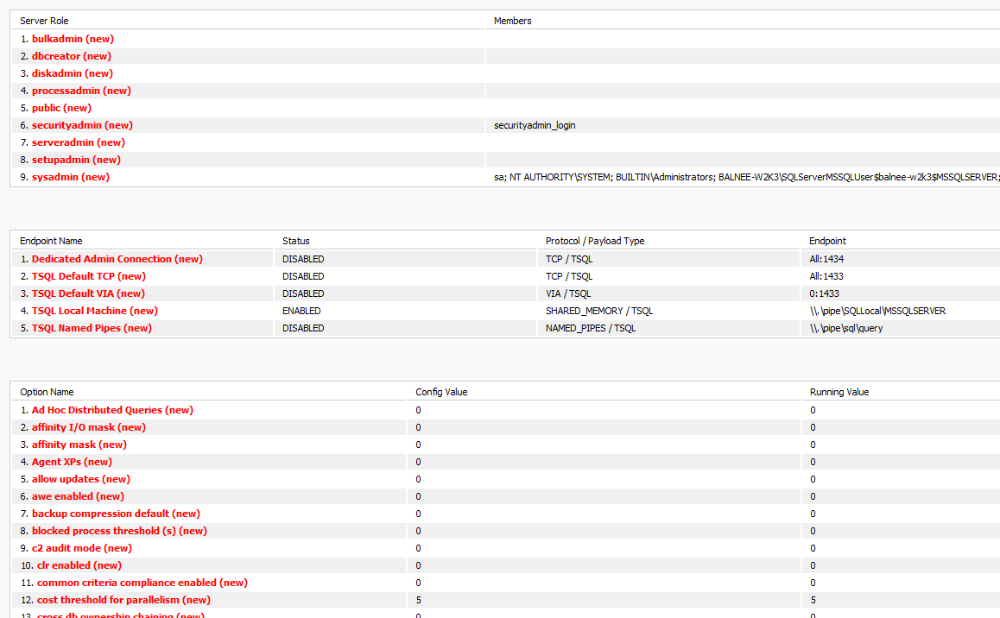 Server Role Members
1. bulkadmin (new)
2. dbcreator (new)
3. diskadmin (new)
4. processadmin (new)
5. public (new)
6. securityadmin (new) securityadmin_login
7. serveradmin (new)
8. setupadmin (new)
9. sysadmin (new) sa; NT AUTHORITY\SYSTEM; BUILTIN\Administrators; BALNEE-W2K3\SQLServerMSSQLUser$balnee-w2k3$MSSQLSERVER;
Endpoint Name Status Protocol / Payload Type Endpoint
1. Dedicated Admin Connection (new) DISABLED TCP / TSQL All:1434
2. TSQL Default TCP (new) DISABLED TCP / TSQL All:1433
3. TSQL Default VIA (new) DISABLED VIA / TSQL 0:1433
4. TSQL Local Machine (new) ENABLED SHARED_MEMORY / TSQL \\.\pipe\SQLLocal\MSSQLSERVER
5. TSQL Named Pipes (new) DISABLED NAMED_PIPES / TSQL \\.\pipe\sql\query
Option Name Config Value Running Value
1. Ad Hoc Distributed Queries (new) 0 0
2. affinity I/O mask (new) 0 0
3. affinity mask (new) 0 0
4. Agent XPs (new) 0 0
5. allow updates (new) 0 0
6. awe enabled (new) 0 0
7. backup compression default (new) 0 0
8. blocked process threshold (s) (new) 0 0
9. c2 audit mode (new) 0 0
10. clr enabled (new) 0 0
11. common criteria compliance enabled (new) 0 0
12. cost threshold for parallelism (new) 5 5
13. cross db ownership chaining (new) 0 0